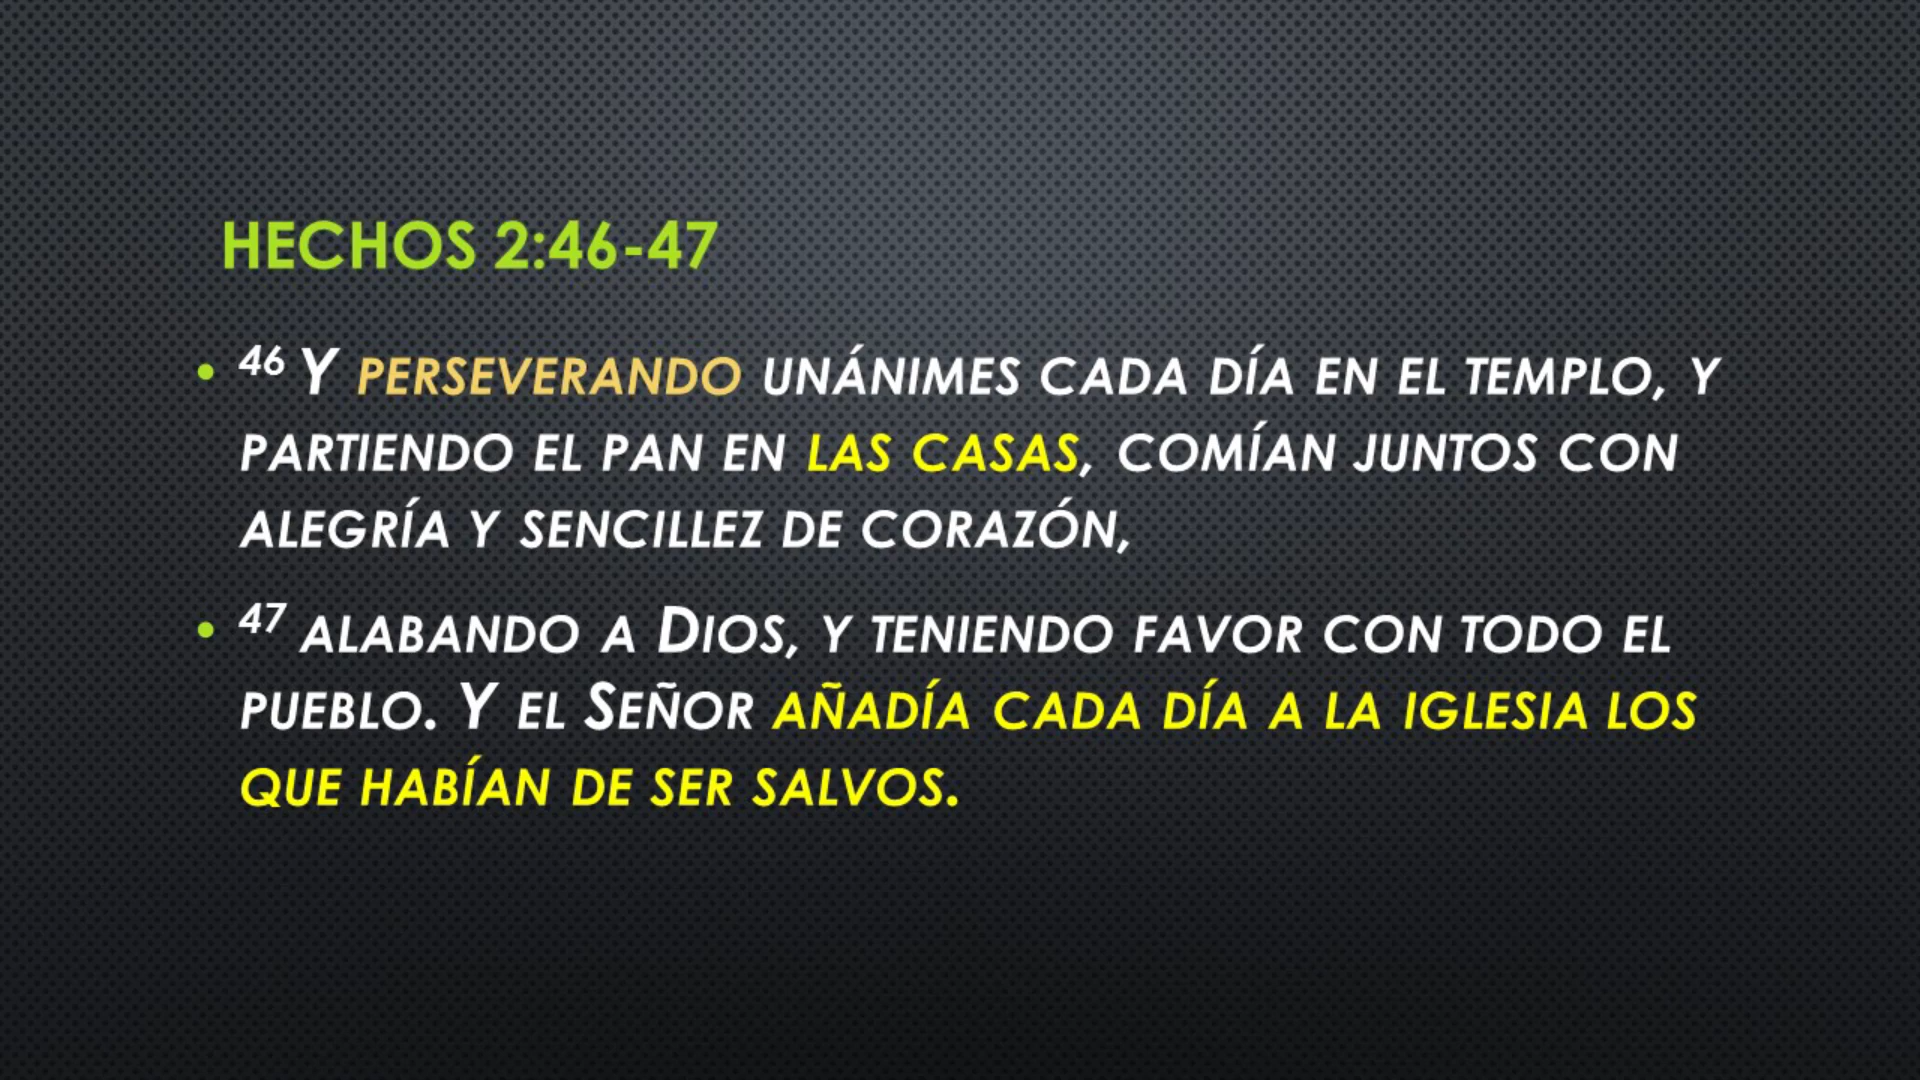 HECHOS 2:46-47
• 46 Y PERSEVERANDO UNÁNIMES CADA DÍA EN EL TEMPLO, Y
PARTIENDO EL PAN EN LAS CASAS, COMÍAN JUNTOS CON
ALEGRÍA Y SENCILLEZ DE CORAZÓN,
• 47 ALABANDO A DIOS, Y TENIENDO FAVOR CON TODO EL
PUEBLO. Y EL SEÑOR AÑADÍA CADA DÍA A LA IGLESIA LOS
QUE HABÍAN DE SER SALVOS.